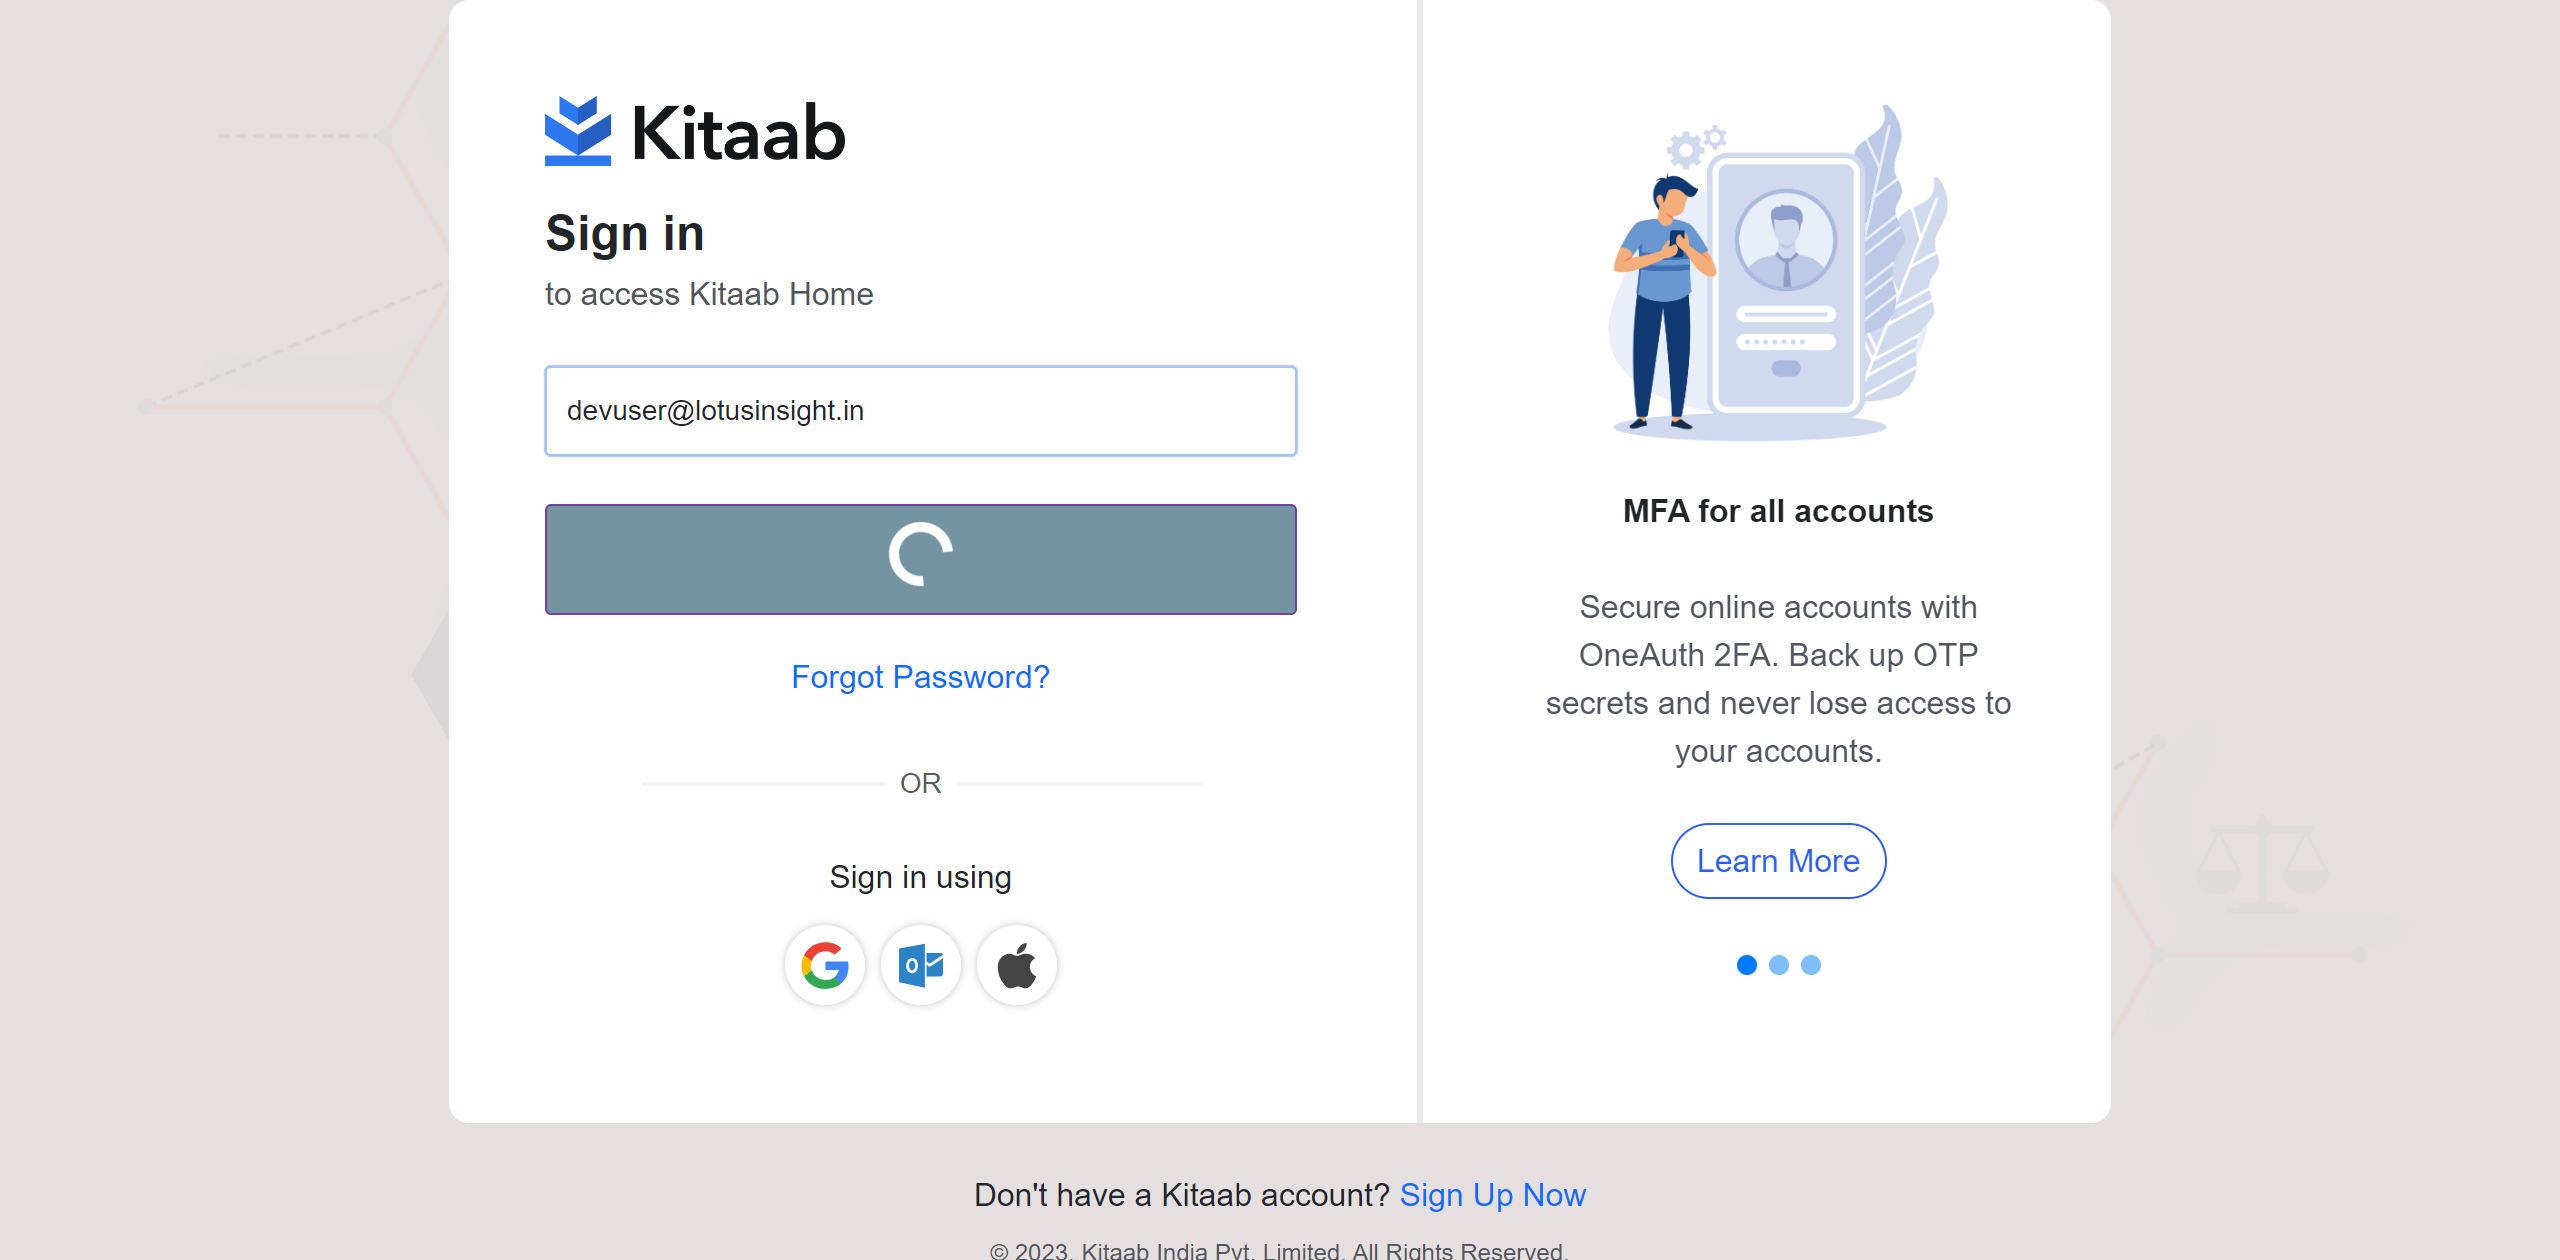 Kitaab
Sign in
to access Kitaab Home
devuser@lotusinsight.in
Forgot Password?
OR
Sign in using
MFA for all accounts
Secure online accounts with
OneAuth 2FA. Back up OTP
secrets and never lose access to
your accounts.
Learn More
Don't have a Kitaab account? Sign Up Now
© 2023, Kitaab India Pvt. Limited. All Rights Reserved.